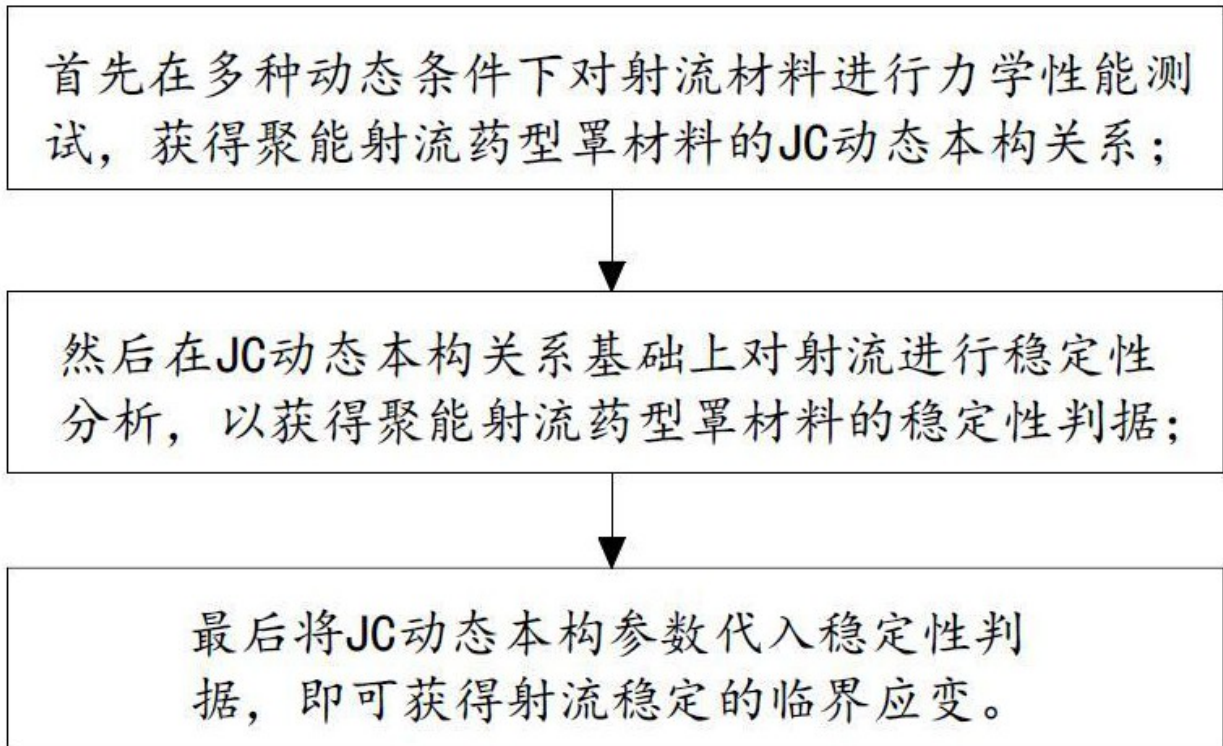 首先在多种动态条件下对射流材料进行力学性能测
试，获得聚能射流药型罩材料的JC动态本构关系；
然后在JC动态本构关系基础上对射流进行稳定性
分析，以获得聚能射流药型罩材料的稳定性判据；
最后将JC动态本构参数代入稳定性判
据，即可获得射流稳定的临界应变。